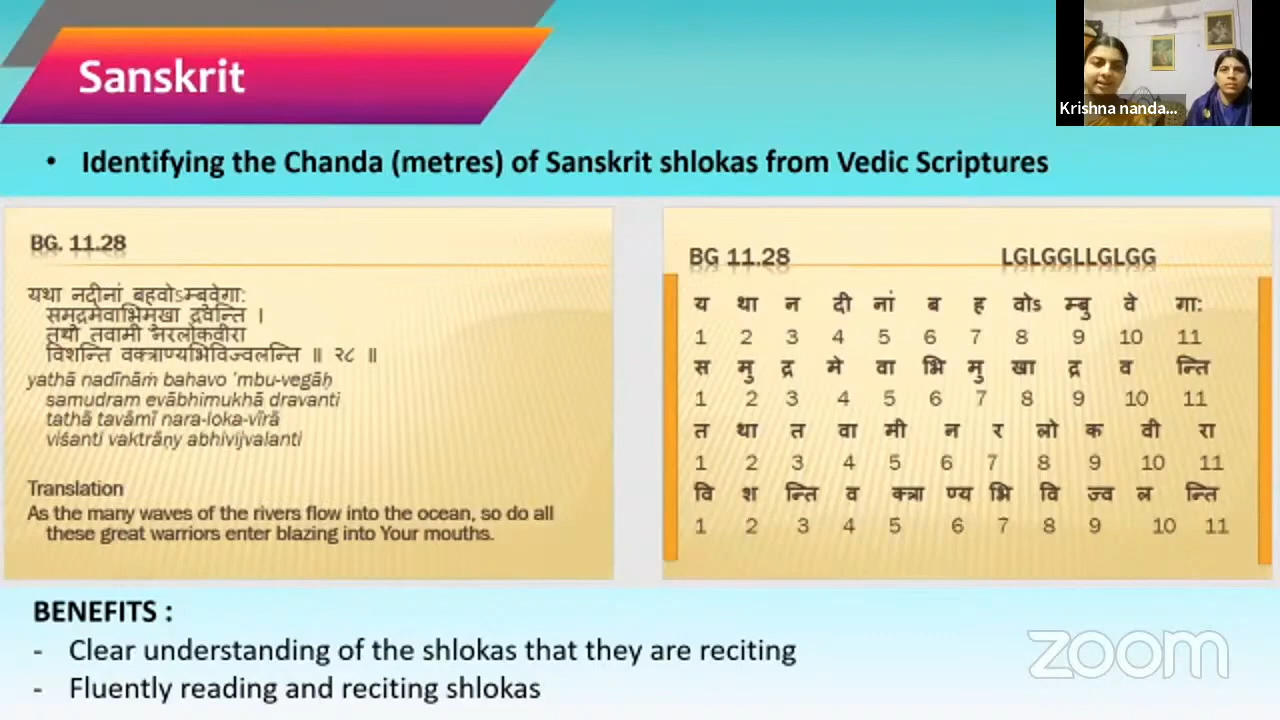 Sanskrit
Krishna nanda...
• Identifying the Chanda (metres) of Sanskrit shlokas from Vedic Scriptures
BG. 11.28
यथा नदीनां बहवोऽम्बवेगा:
समद्रमेवाभिमखा द्रवन्ति ।
तथा तवामी नरलोकवीरा
विशन्ति वक्त्राण्यभिविज्वलन्ति ॥ २८ ॥
yathā nadīnāṁ bahavo 'mbu-vegāḥ
samudram evābhimukhā dravanti
tathā tavāmī nara-loka-vīrā
viśanti vaktrāṇy abhivijvalanti
Translation
As the many waves of the rivers flow into the ocean, so do all
these great warriors enter blazing into Your mouths.
BG 11.28 LGLGGLLGLGG
य था न दी नां ब ह वोऽ म्बु वे गा:
1 2 3 4 5 6 7 8 9 10 11
स मु द्र मे वा भि मु खा द्र व न्ति
1 2 3 4 5 6 7 8 9 10 11
त था त वा मी न र लो क वी रा
1 2 3 4 5 6 7 8 9 10 11
वि श न्ति व क्त्रा ण्य भि वि ज्व ल न्ति
1 2 3 4 5 6 7 8 9 10 11
BENEFITS :
- Clear understanding of the shlokas that they are reciting
- Fluently reading and reciting shlokas
zoom